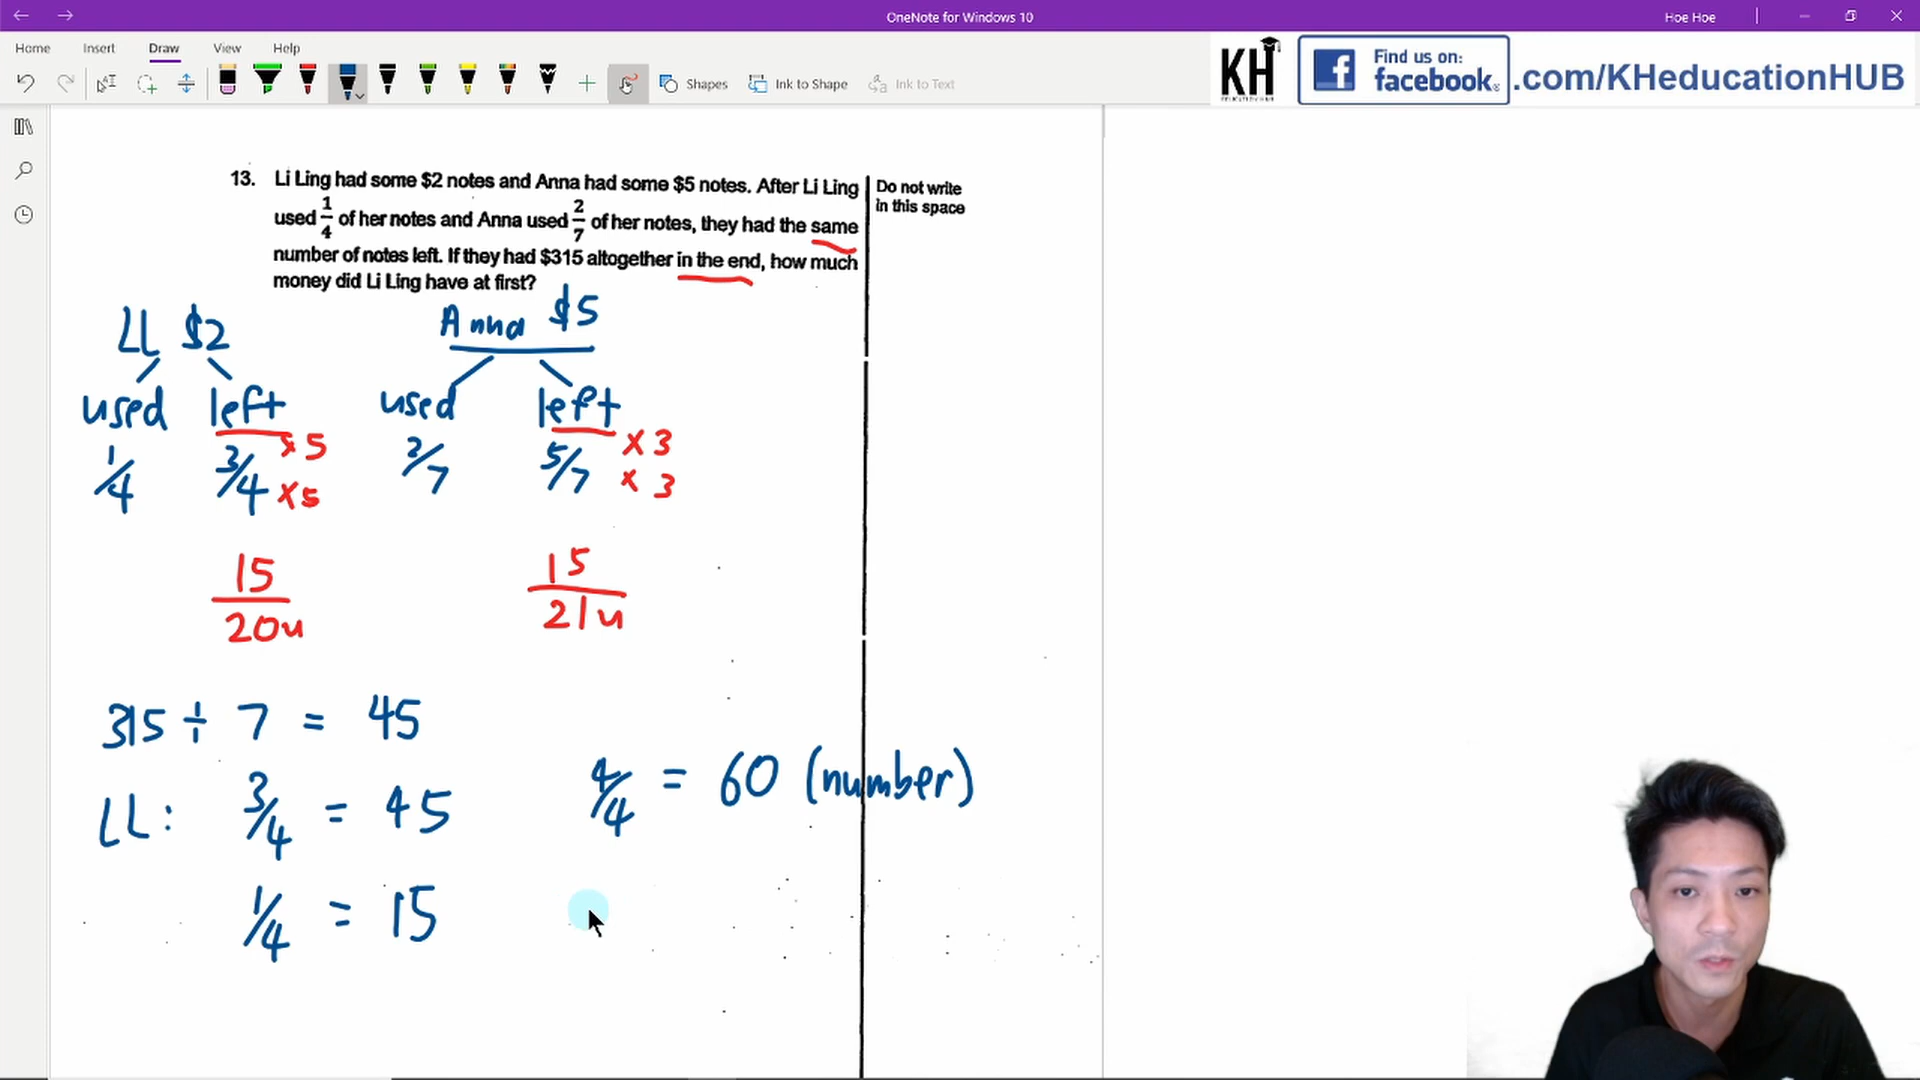 OneNote for Windows 10
Hoe Hoe
Home Insert Draw View Help
Shapes Ink to Shape Ink to Text
KH
EDUCATION HUB
Find us on:
facebook. .com/KHeducationHUB
13. Li Ling had some $2 notes and Anna had some $5 notes. After Li Ling
used 1/4 of her notes and Anna used 2/7 of her notes, they had the same
number of notes left. If they had $315 altogether in the end, how much
money did Li Ling have at first?
Do not write
in this space
LL $2 Anna $5
used left used left
1/4 3/4 ×5 ×5 2/7 5/7 ×3 ×3
15/20u 15/21u
315 ÷ 7 = 45
LL: 3/4 = 45 4/4 = 60 (number)
1/4 = 15